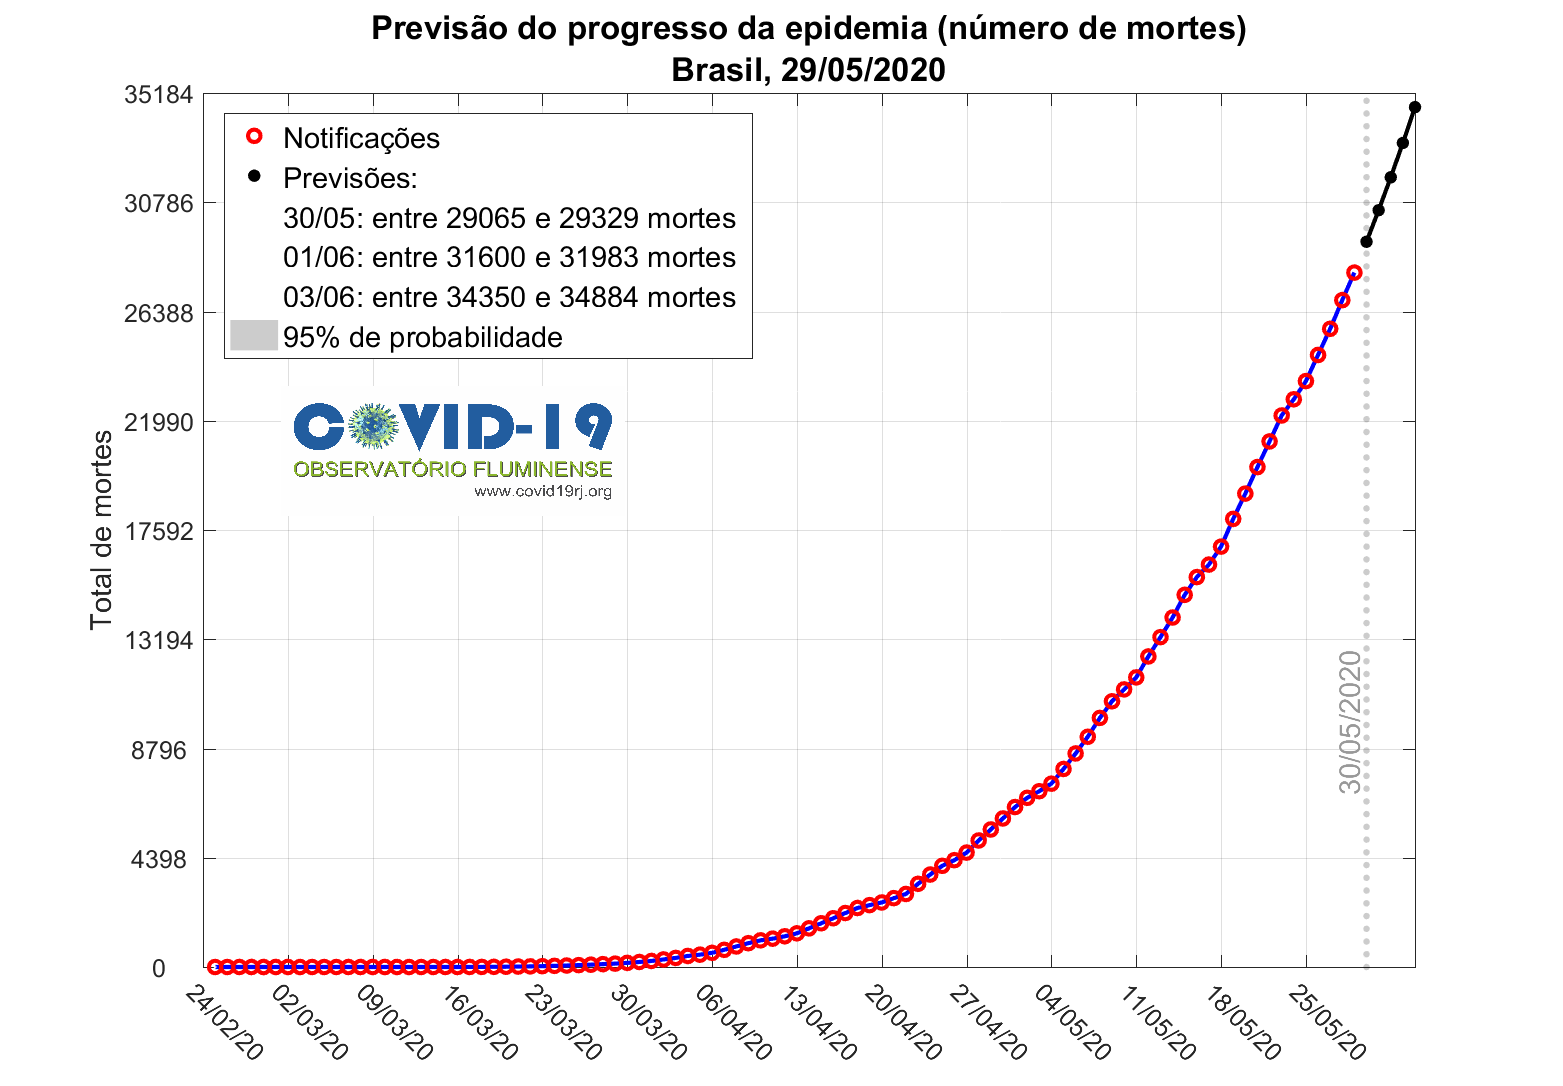 Previsão do progresso da epidemia (número de mortes)
Brasil, 29/05/2020
35184
30786
26388
21990
17592
13194
8796
4398
0
Total de mortes
Notificações
Previsões:
30/05: entre 29065 e 29329 mortes
01/06: entre 31600 e 31983 mortes
03/06: entre 34350 e 34884 mortes
95% de probabilidade
COVID-19
OBSERVATÓRIO FLUMINENSE
www.covid19rj.org
30/05/2020
24/02/20
02/03/20
09/03/20
16/03/20
23/03/20
30/03/20
06/04/20
13/04/20
20/04/20
27/04/20
04/05/20
11/05/20
18/05/20
25/05/20